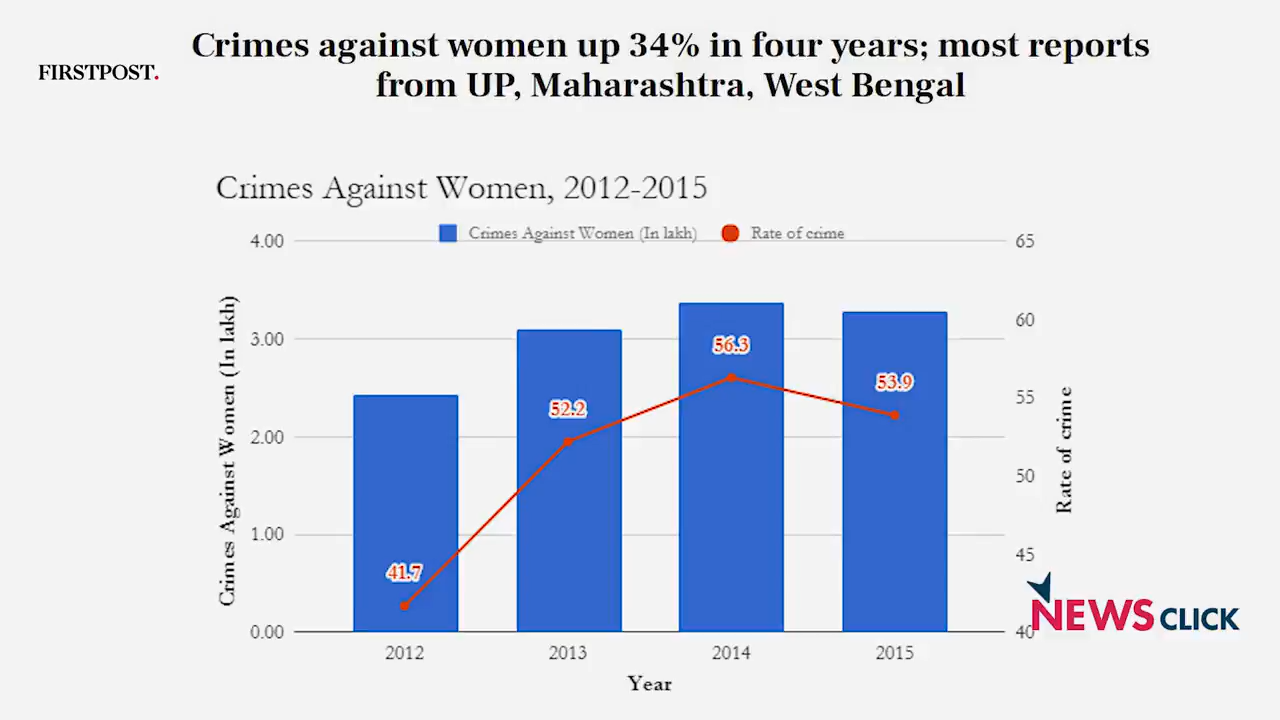 Crimes against women up 34% in four years; most reports
from UP, Maharashtra, West Bengal
FIRSTPOST.
Crimes Against Women, 2012-2015
Crimes Against Women (In lakh)
Rate of crime
4.00
3.00
2.00
1.00
0.00
Crimes Against Women (In lakh)
41.7
52.2
56.3
53.9
65
60
55
50
45
40
Rate of crime
2012
2013
2014
2015
Year
NEWSCLICK